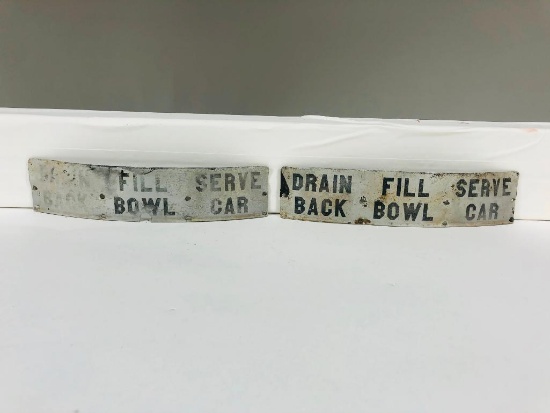 FILL SERVE
BOWL CAR
DRAIN FILL SERVE
BACK BOWL CAR